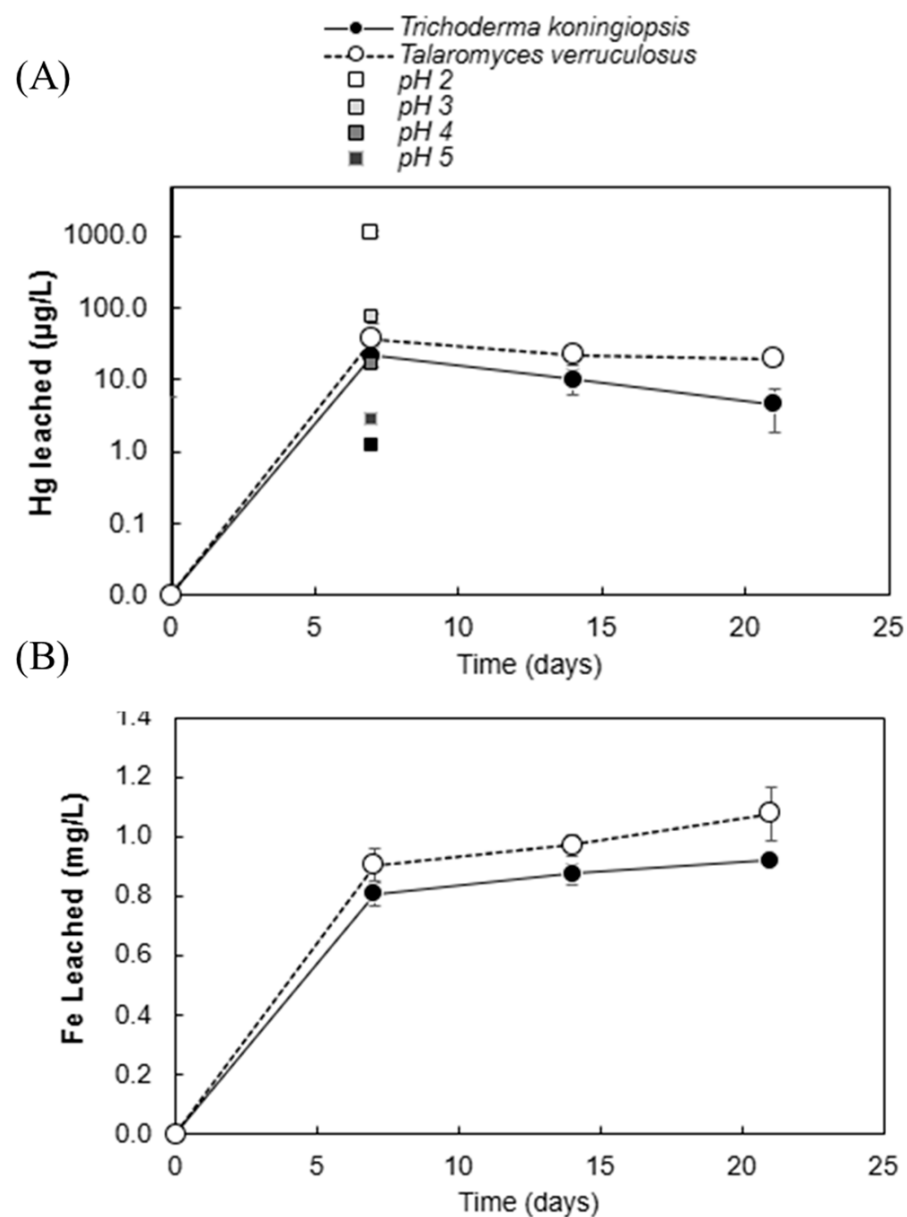 Trichoderma koningiopsis
Talaromyces verruculosus
(A)
pH 2
pH 3
pH 4
pH 5
1000.0
100.0
10.0
1.0
0.1
0.0
Hg leached (µg/L)
0 5 10 15 20 25
Time (days)
(B)
1.4
1.2
1.0
0.8
0.6
0.4
0.2
0.0
Fe Leached (mg/L)
0 5 10 15 20 25
Time (days)